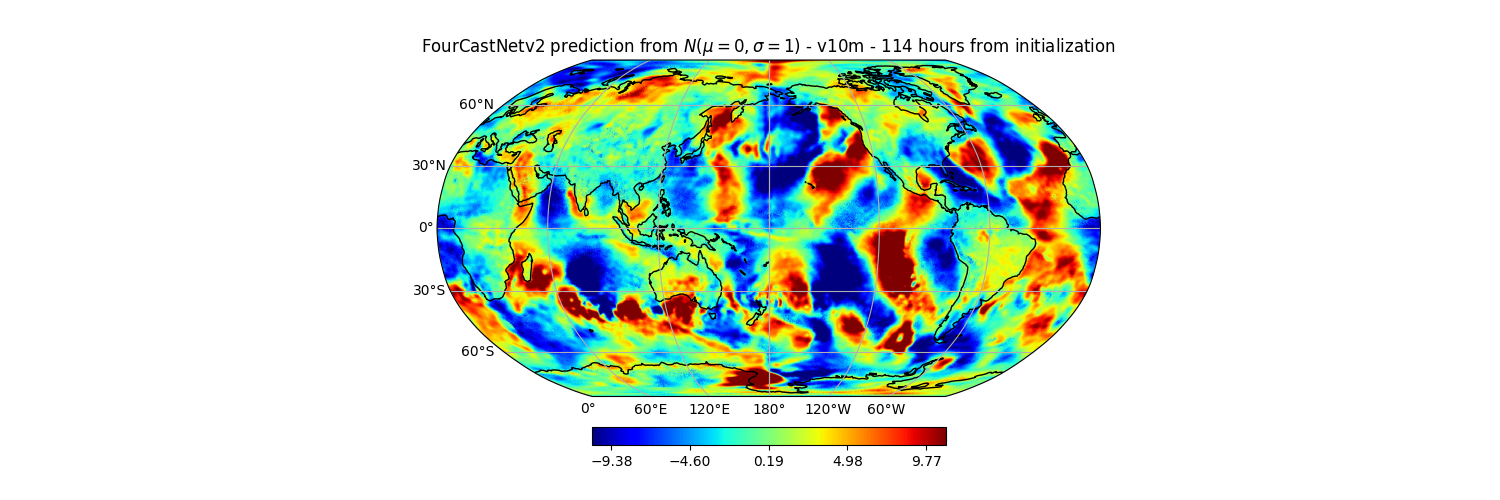 FourCastNetv2 prediction from N(μ = 0, σ = 1) - v10m - 114 hours from initialization
60°N
30°N
0°
30°S
60°S
0° 60°E 120°E 180° 120°W 60°W
−9.38 −4.60 0.19 4.98 9.77